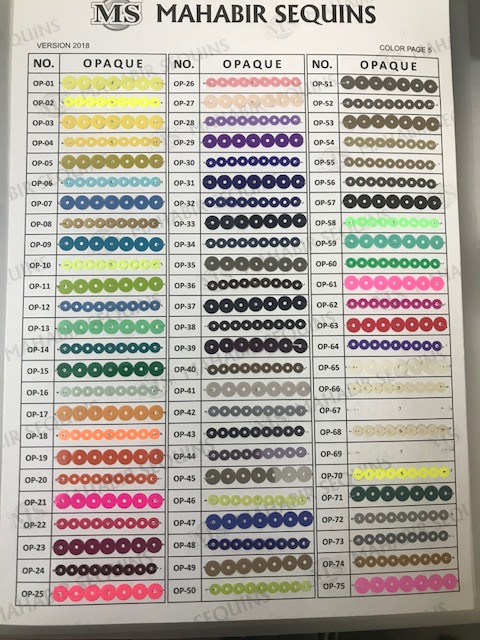 MS MAHABIR SEQUINS
VERSION 2018 COLOR PAGE 5
NO. OPAQUE NO. OPAQUE NO. OPAQUE
OP-01 OP-26 OP-51
OP-02 OP-27 OP-52
OP-03 OP-28 OP-53
OP-04 OP-29 OP-54
OP-05 OP-30 OP-55
OP-06 OP-31 OP-56
OP-07 OP-32 OP-57
OP-08 OP-33 OP-58
OP-09 OP-34 OP-59
OP-10 OP-35 OP-60
OP-11 OP-36 OP-61
OP-12 OP-37 OP-62
OP-13 OP-38 OP-63
OP-14 OP-39 OP-64
OP-15 OP-40 OP-65
OP-16 OP-41 OP-66
OP-17 OP-42 OP-67
OP-18 OP-43 OP-68
OP-19 OP-44 OP-69
OP-20 OP-45 OP-70
OP-21 OP-46 OP-71
OP-22 OP-47 OP-72
OP-23 OP-48 OP-73
OP-24 OP-49 OP-74
OP-25 OP-50 OP-75